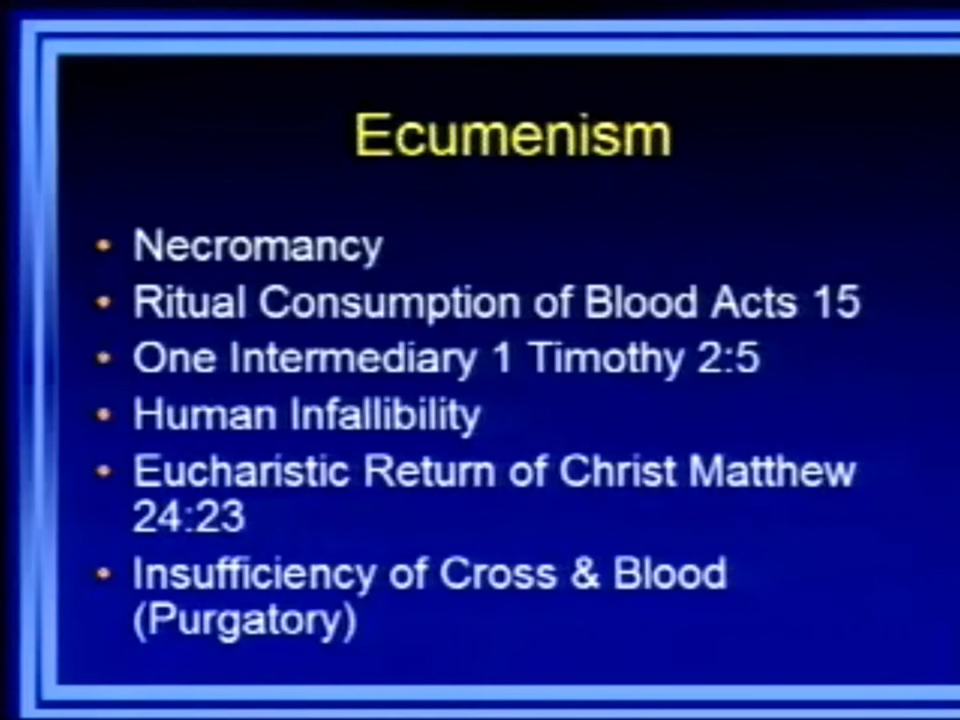 Ecumenism
• Necromancy
• Ritual Consumption of Blood Acts 15
• One Intermediary 1 Timothy 2:5
• Human Infallibility
• Eucharistic Return of Christ Matthew
24:23
• Insufficiency of Cross & Blood
(Purgatory)